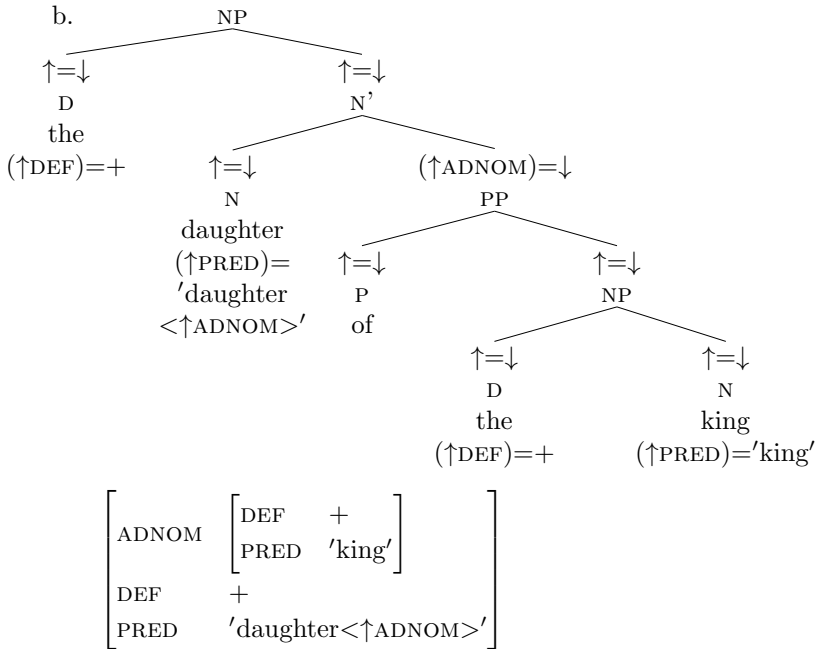 b. NP
↑=↓ ↑=↓
D N’
the
(↑DEF)=+ ↑=↓ (↑ADNOM)=↓
N PP
daughter
(↑PRED)= ↑=↓ ↑=↓
'daughter P NP
<↑ADNOM>' of
↑=↓ ↑=↓
D N
the king
(↑DEF)=+ (↑PRED)='king'
DEF +
ADNOM
PRED 'king'
DEF +
PRED 'daughter<↑ADNOM>'